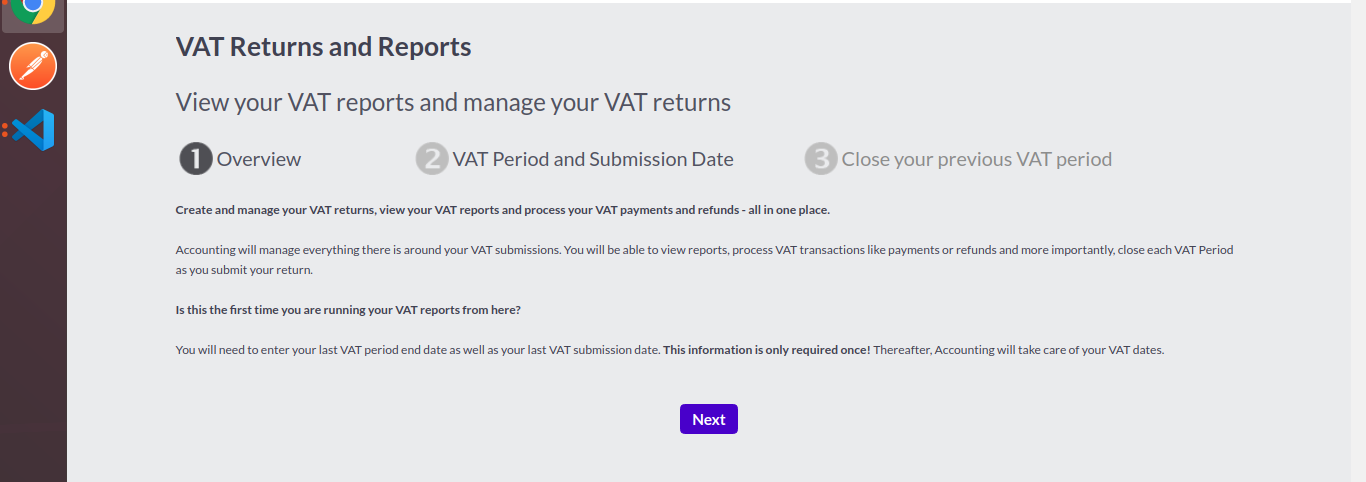 VAT Returns and Reports
View your VAT reports and manage your VAT returns
1 Overview 2 VAT Period and Submission Date 3 Close your previous VAT period
Create and manage your VAT returns, view your VAT reports and process your VAT payments and refunds - all in one place.
Accounting will manage everything there is around your VAT submissions. You will be able to view reports, process VAT transactions like payments or refunds and more importantly, close each VAT Period
as you submit your return.
Is this the first time you are running your VAT reports from here?
You will need to enter your last VAT period end date as well as your last VAT submission date. This information is only required once! Thereafter, Accounting will take care of your VAT dates.
Next